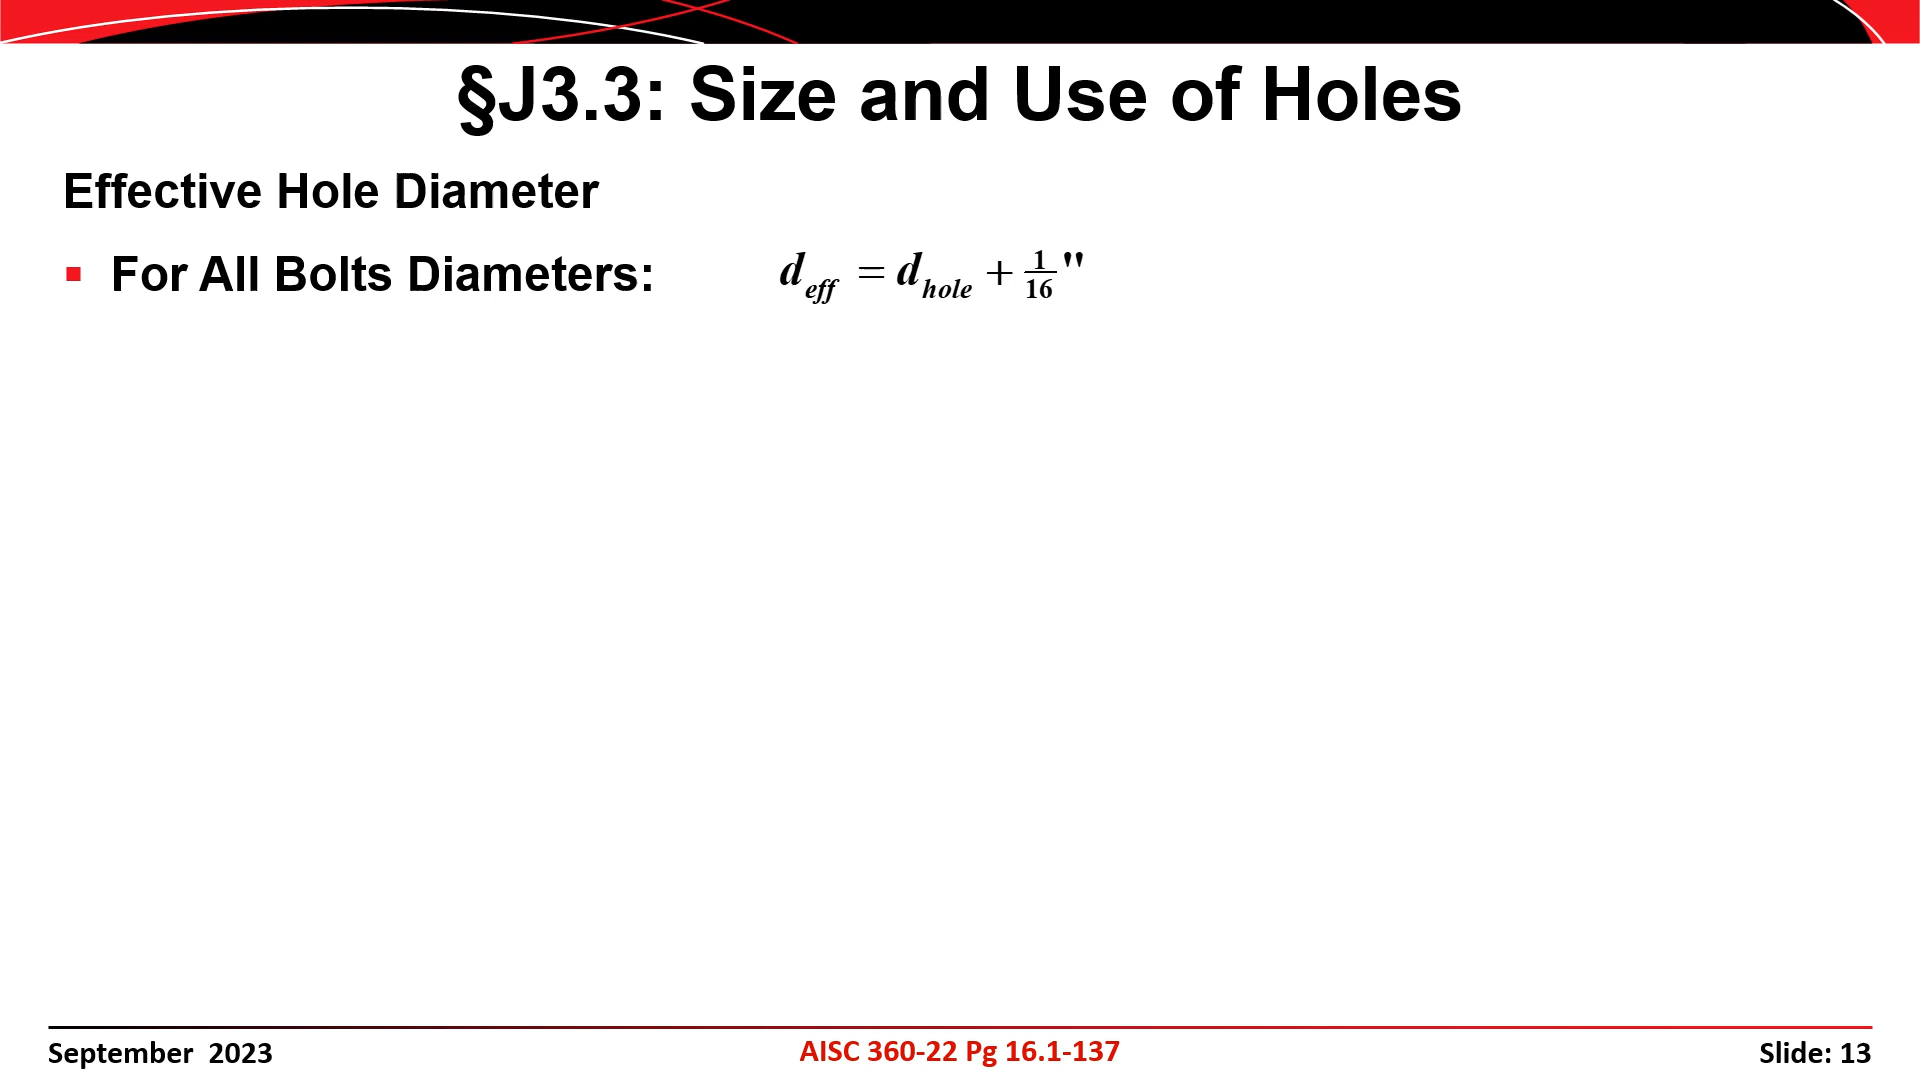 §J3.3: Size and Use of Holes
Effective Hole Diameter
▪ For All Bolts Diameters: d_eff = d_hole + 1/16"
September 2023 AISC 360-22 Pg 16.1-137 Slide: 13